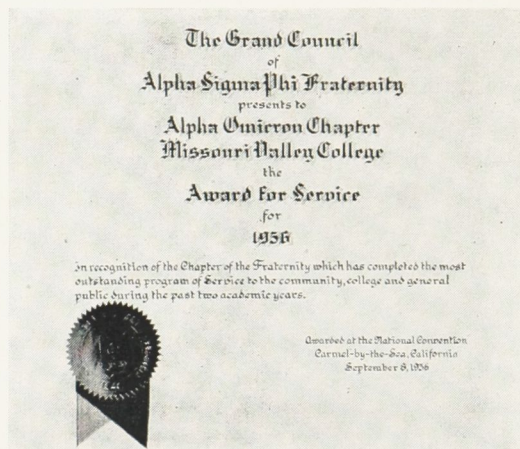 The Grand Council
of
Alpha Sigma Phi Fraternity
presents to
Alpha Omicron Chapter
Missouri Valley College
the
Award for Service
for
1956
in recognition of the Chapter of the Fraternity which has completed the most
outstanding program of Service to the community, college and general
public during the past two academic years.
Awarded at the National Convention
Carmel-by-the-Sea, California
September 8, 1956